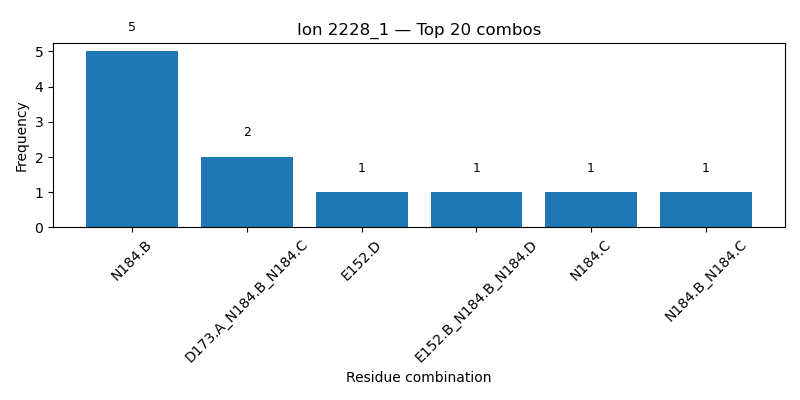 Ion 2228_1 — Top 20 combos
5
2
1
1
1
1
Frequency
5
4
3
2
1
0
N184.B
D173.A_N184.B_N184.C
E152.D
E152.B_N184.B_N184.D
N184.C
N184.B_N184.C
Residue combination